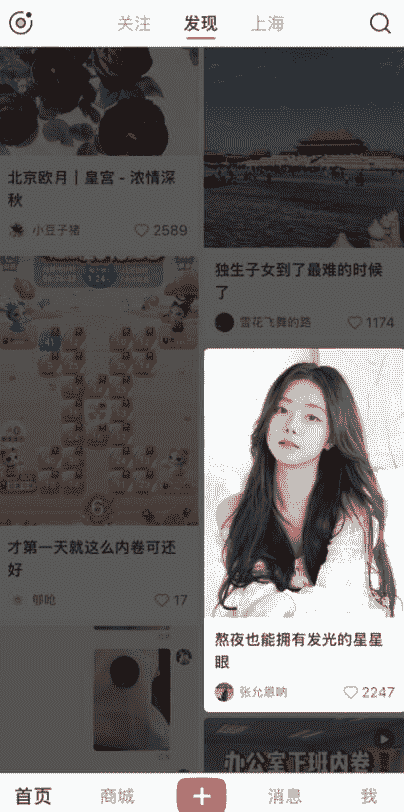 关注 发现 上海
北京欧月｜皇宫 - 浓情深
秋
小豆子猪 2589
独生子女到了最难的时候
了
雪花飞舞的路 1174
41
才第一天就这么内卷可还
好
邬呛 17
熬夜也能拥有发光的星星
眼
张允恩呐 2247
办公室下班内卷
首页 商城 消息 我